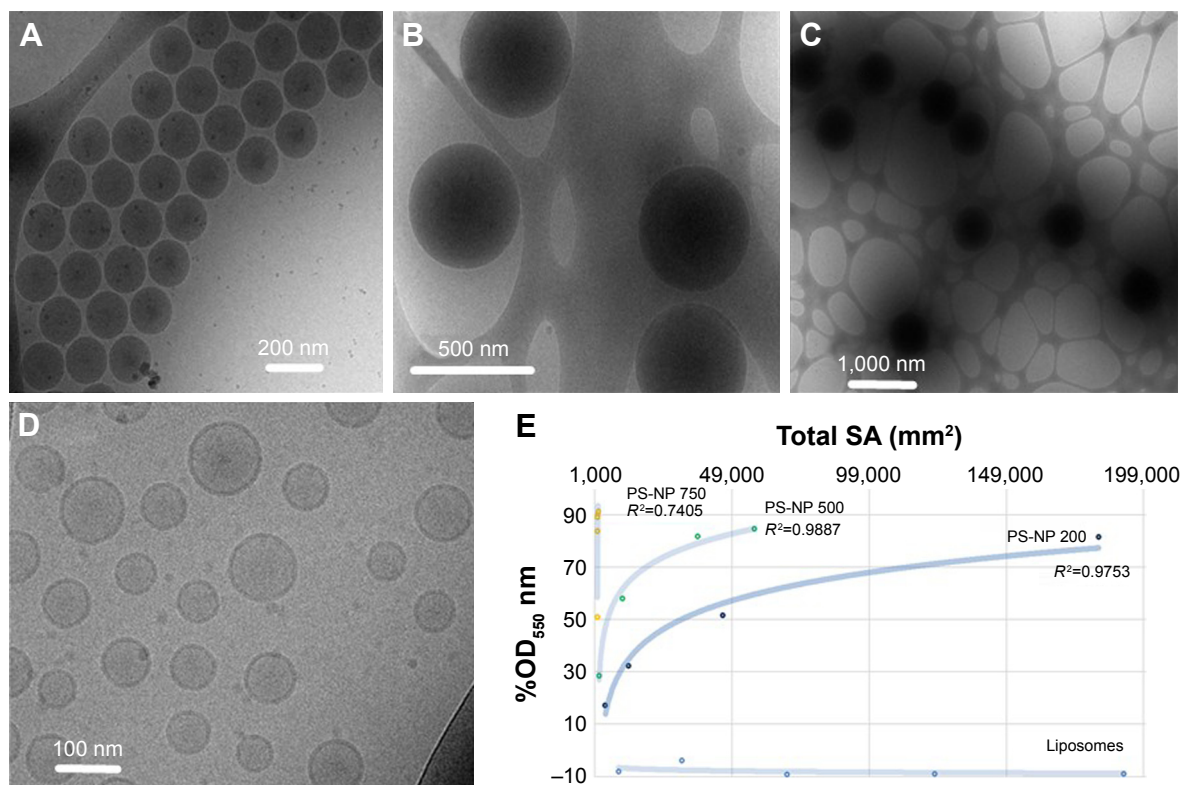 A
200 nm
B
500 nm
C
1,000 nm
D
100 nm
E
Total SA (mm²)
1,000 49,000 99,000 149,000 199,000
PS-NP 750
R²=0.7405
PS-NP 500
R²=0.9887
PS-NP 200
R²=0.9753
Liposomes
%OD₅₅₀ nm
90
70
50
30
10
–10